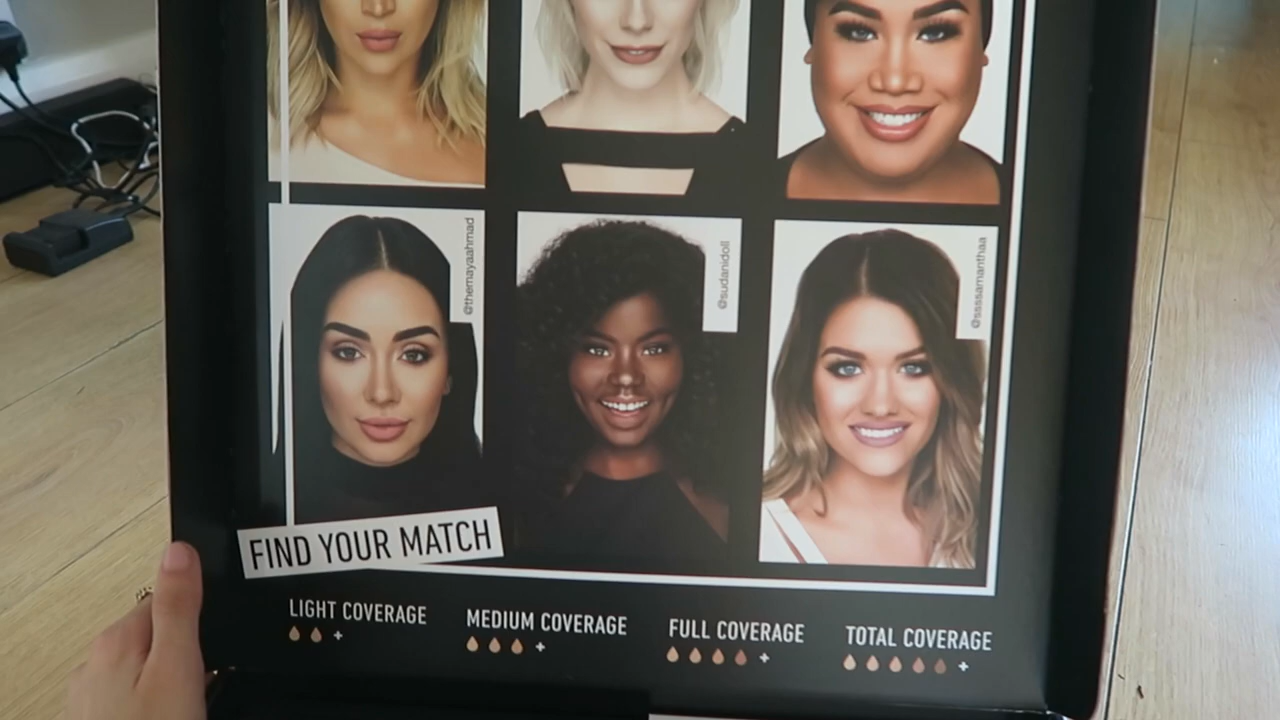 @themayaahmad
@sudanidoll
@sssamanthaa
FIND YOUR MATCH
LIGHT COVERAGE
+
MEDIUM COVERAGE
+
FULL COVERAGE
+
TOTAL COVERAGE
+